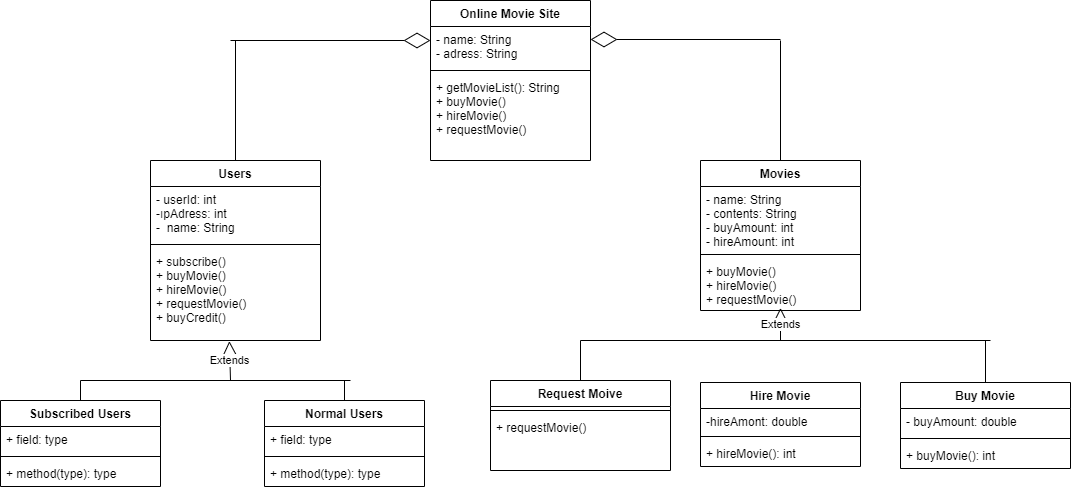 Online Movie Site
- name: String
- adress: String
+ getMovieList(): String
+ buyMovie()
+ hireMovie()
+ requestMovie()
Users
- userId: int
-ıpAdress: int
-  name: String
+ subscribe()
+ buyMovie()
+ hireMovie()
+ requestMovie()
+ buyCredit()
Movies
- name: String
- contents: String
- buyAmount: int
- hireAmount: int
+ buyMovie()
+ hireMovie()
+ requestMovie()
Extends
Extends
Subscribed Users
+ field: type
+ method(type): type
Normal Users
+ field: type
+ method(type): type
Request Moive
+ requestMovie()
Hire Movie
-hireAmont: double
+ hireMovie(): int
Buy Movie
- buyAmount: double
+ buyMovie(): int